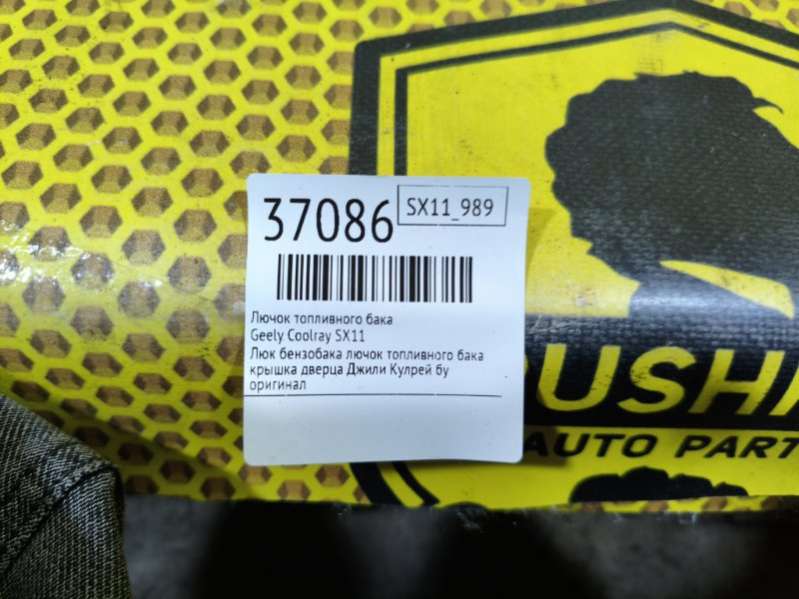 37086
SX11_989
Лючок топливного бака
Geely Coolray SX11
Люк бензобака лючок топливного бака
крышка дверца Джили Кулрей бу
оригинал
AUTO PART